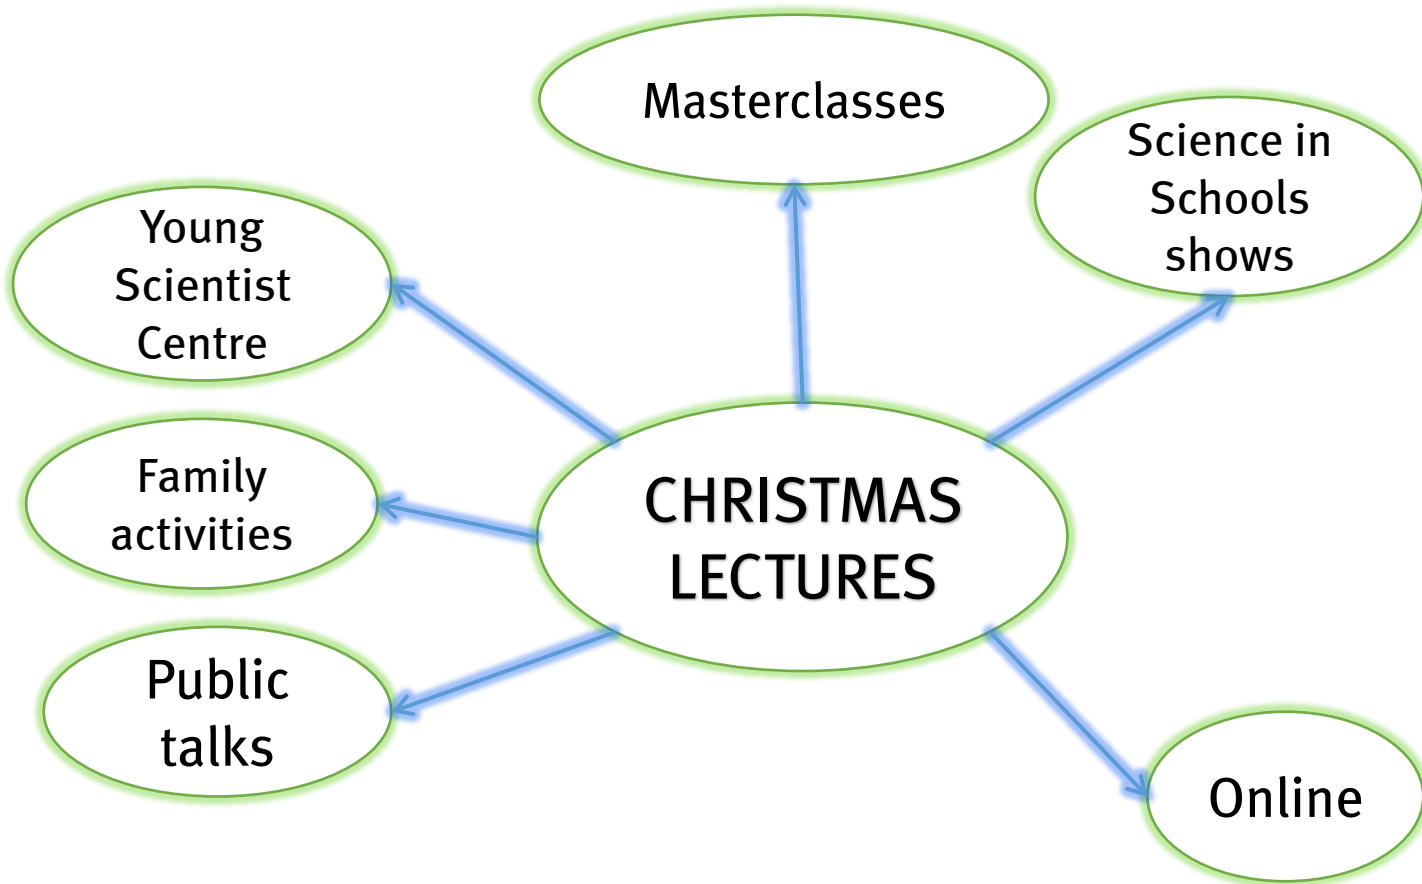 Masterclasses
Science in
Schools
shows
Young
Scientist
Centre
Family
activities
CHRISTMAS
LECTURES
Public
talks
Online